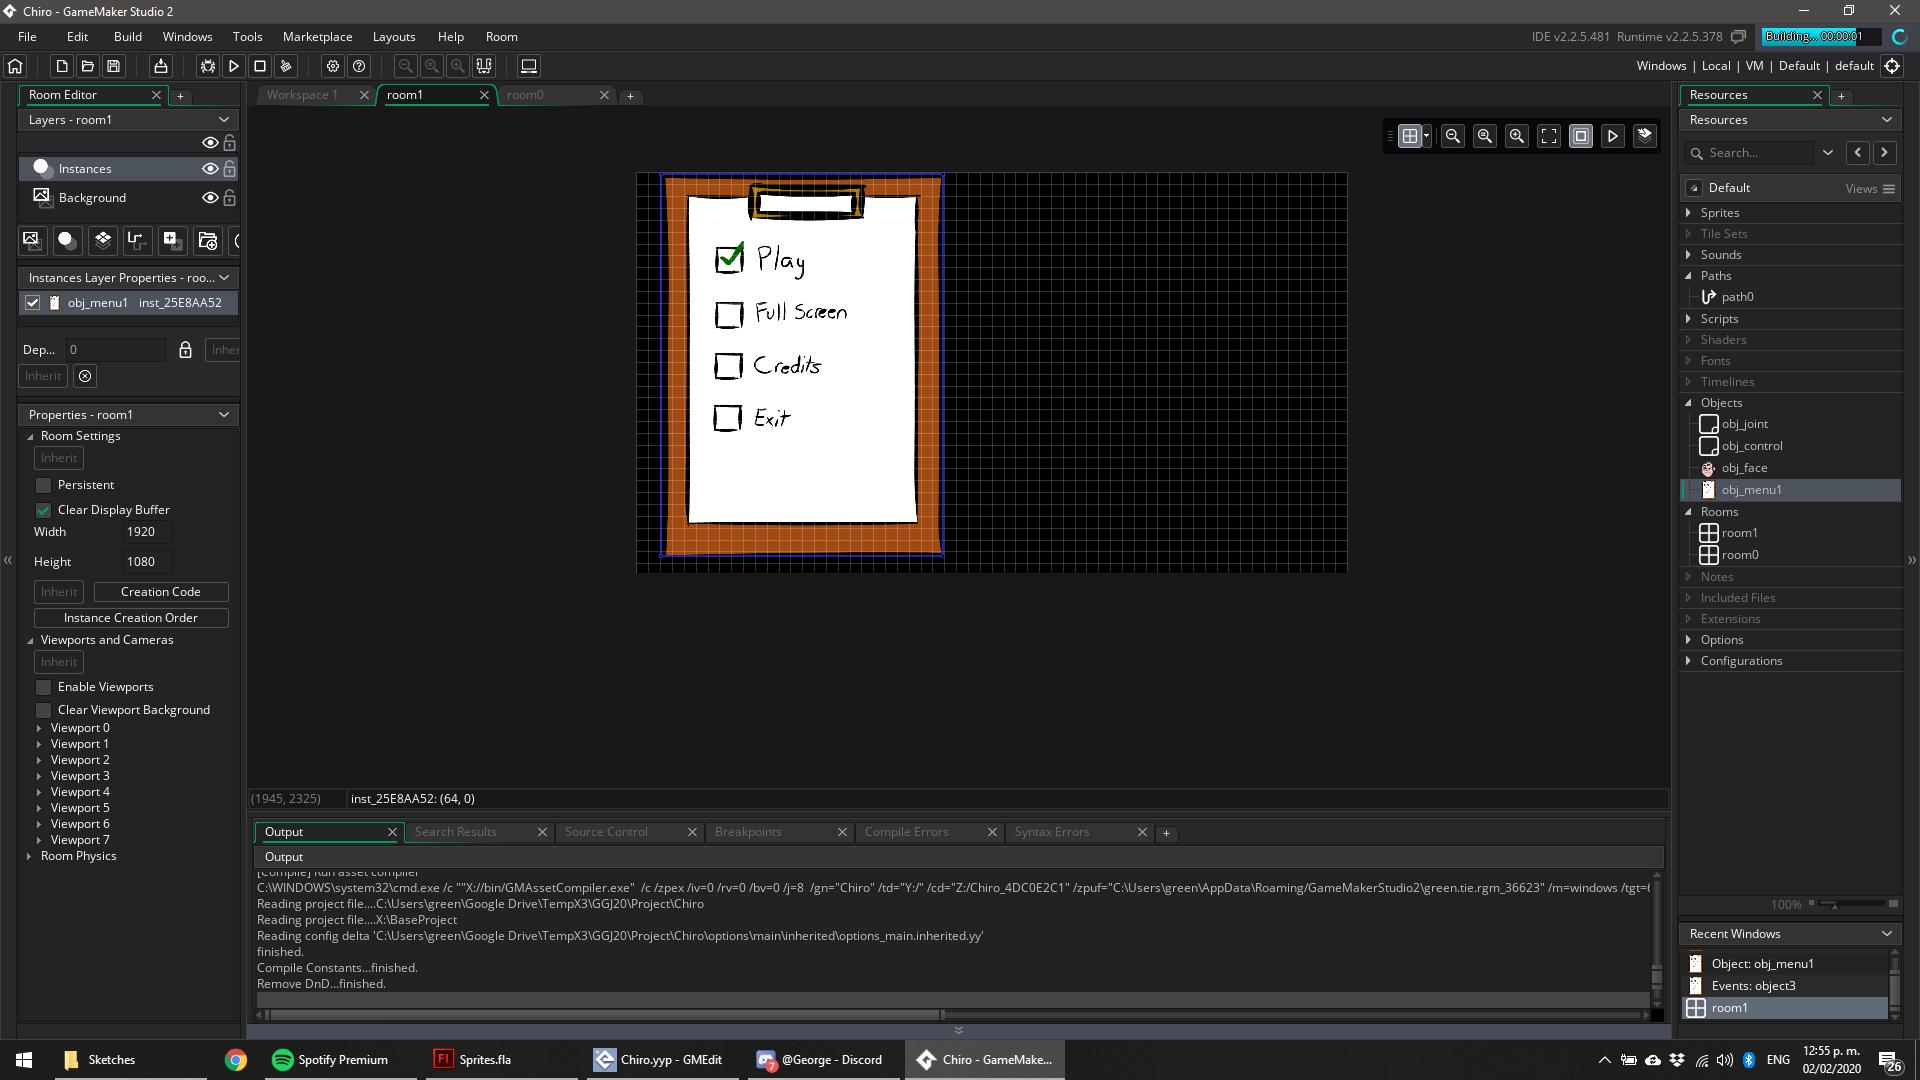 Chiro - GameMaker Studio 2
File Edit Build Windows Tools Marketplace Layouts Help Room
IDE v2.2.5.481 Runtime v2.2.5.378
Building... 00:00:01
Windows | Local | VM | Default | default
Room Editor
Workspace 1
room1
room0
Resources
Layers - room1
Resources
Search...
Instances
Background
Default
Views
Sprites
Tile Sets
Sounds
Paths
path0
Scripts
Shaders
Fonts
Timelines
Objects
obj_joint
obj_control
obj_face
obj_menu1
Rooms
room1
room0
Notes
Included Files
Extensions
Options
Configurations
Instances Layer Properties - roo...
obj_menu1 inst_25E8AA52
Dep... 0
Inher
Inherit
Properties - room1
Room Settings
Inherit
Persistent
Clear Display Buffer
Width 1920
Height 1080
Inherit
Creation Code
Instance Creation Order
Viewports and Cameras
Inherit
Enable Viewports
Clear Viewport Background
Viewport 0
Viewport 1
Viewport 2
Viewport 3
Viewport 4
Viewport 5
Viewport 6
Viewport 7
Room Physics
Play
Full Screen
Credits
Exit
(1945, 2325)
inst_25E8AA52: (64, 0)
Output
Search Results
Source Control
Breakpoints
Compile Errors
Syntax Errors
Output
[Compile] Run asset compiler
C:\WINDOWS\system32\cmd.exe /c ""X://bin/GMAssetCompiler.exe" /c /zpex /iv=0 /rv=0 /bv=0 /j=8 /gn="Chiro" /td="Y:/" /cd="Z:/Chiro_4DC0E2C1" /zpuf="C:\Users\green\AppData\Roaming/GameMakerStudio2\green.tie.rgm_36623" /m=windows /tgt=6
Reading project file....C:\Users\green\Google Drive\TempX3\GGJ20\Project\Chiro
Reading project file....X:\BaseProject
Reading config delta 'C:\Users\green\Google Drive\TempX3\GGJ20\Project\Chiro\options\main\inherited\options_main.inherited.yy'
finished.
Compile Constants...finished.
Remove DnD...finished.
100%
Recent Windows
Object: obj_menu1
Events: object3
room1
Sketches
Spotify Premium
Sprites.fla
Chiro.yyp - GMEdit
@George - Discord
7
Chiro - GameMake...
ENG
12:55 p. m.
02/02/2020
26